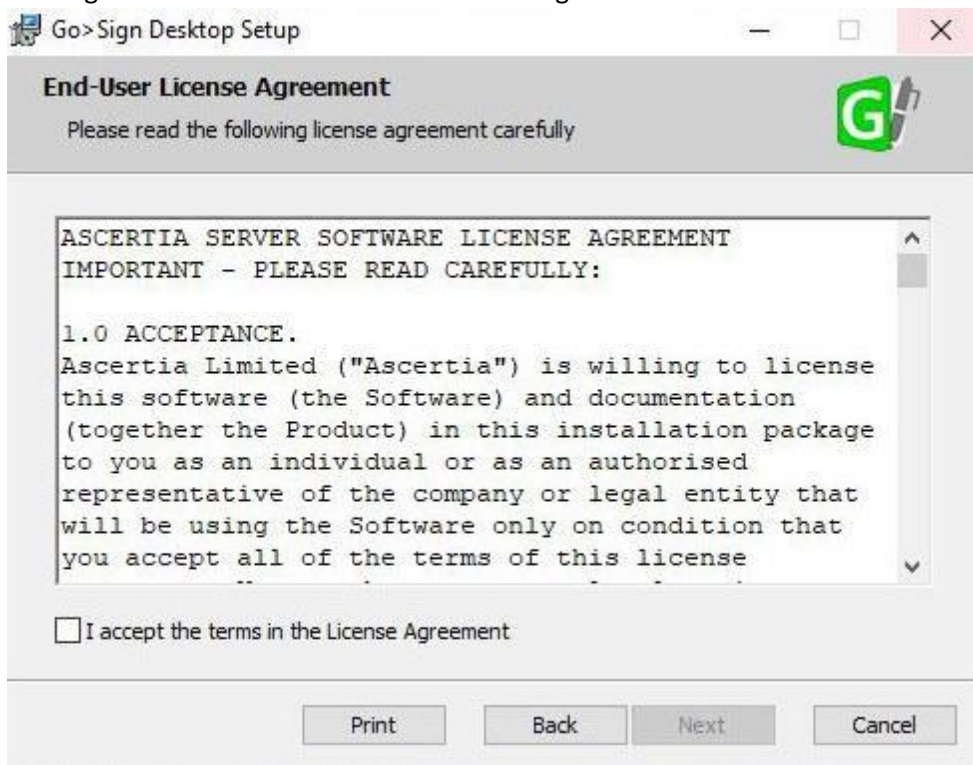 Go>Sign Desktop Setup
End-User License Agreement
Please read the following license agreement carefully
G
ASCERTIA SERVER SOFTWARE LICENSE AGREEMENT
IMPORTANT - PLEASE READ CAREFULLY:
1.0 ACCEPTANCE.
Ascertia Limited ("Ascertia") is willing to license
this software (the Software) and documentation
(together the Product) in this installation package
to you as an individual or as an authorised
representative of the company or legal entity that
will be using the Software only on condition that
you accept all of the terms of this license
I accept the terms in the License Agreement
Print Back Next Cancel